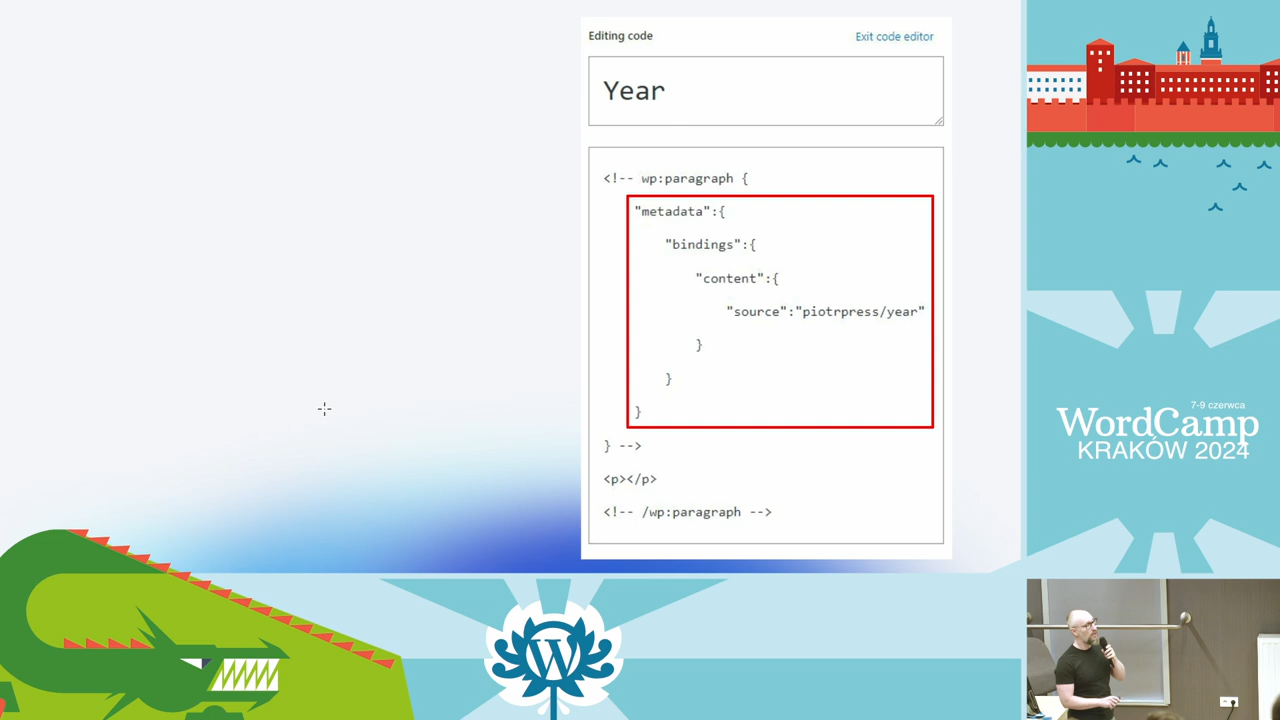 Editing code
Exit code editor
Year
<!-- wp:paragraph {
"metadata":{
"bindings":{
"content":{
"source":"piotrpress/year"
}
}
}
} -->
<p></p>
<!-- /wp:paragraph -->
7-9 czerwca
WordCamp
KRAKÓW 2024
W